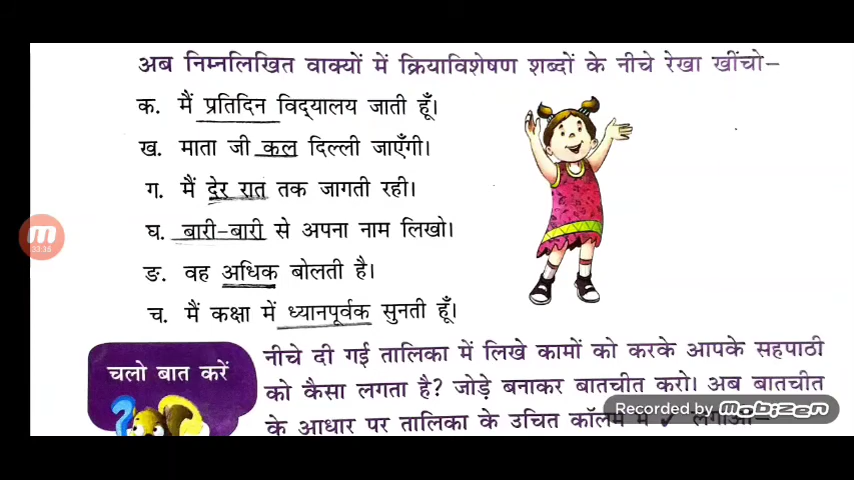 अब निम्नलिखित वाक्यों में क्रियाविशेषण शब्दों के नीचे रेखा खींचो–
क. मैं प्रतिदिन विद्यालय जाती हूँ।
ख. माता जी कल दिल्ली जाएँगी।
ग. मैं देर रात तक जागती रही।
घ. बारी-बारी से अपना नाम लिखो।
ङ. वह अधिक बोलती है।
च. मैं कक्षा में ध्यानपूर्वक सुनती हूँ।
चलो बात करें
नीचे दी गई तालिका में लिखे कामों को करके आपके सहपाठी
को कैसा लगता है? जोड़े बनाकर बातचीत करो। अब बातचीत
के आधार पर तालिका के उचित कॉलम में ✓ लगाओ–
Recorded by Mobizen